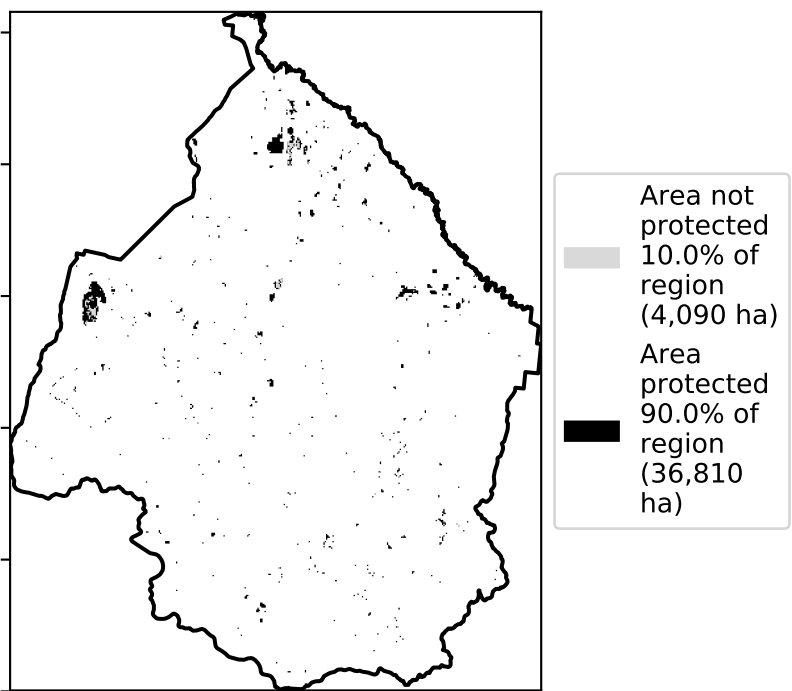 Area not
protected
10.0% of
region
(4,090 ha)
Area
protected
90.0% of
region
(36,810
ha)